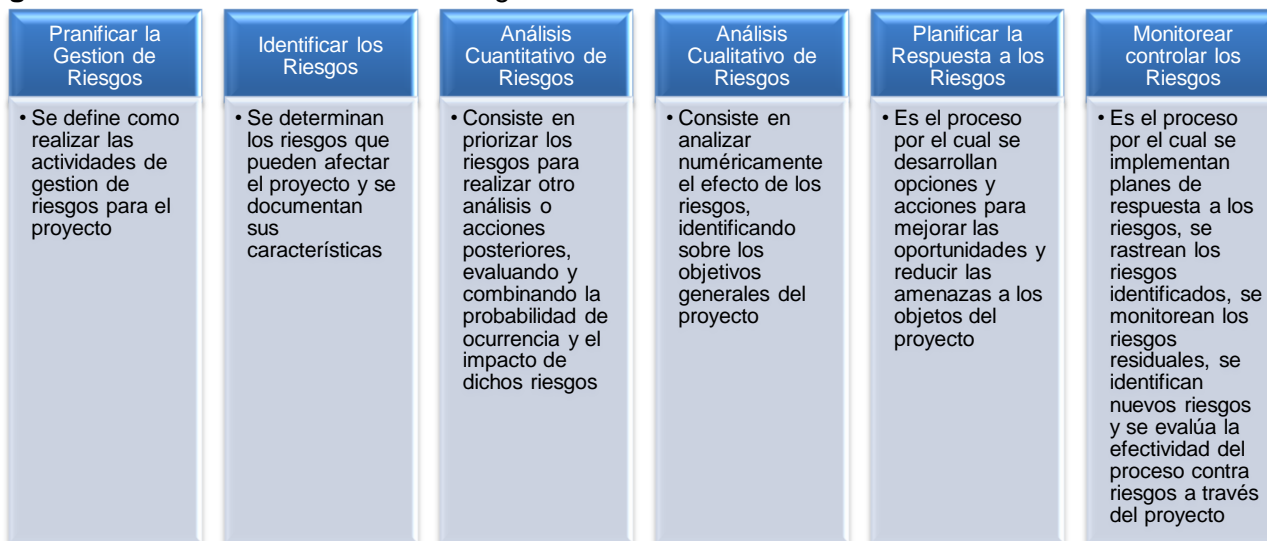 Pranificar la
Gestion de
Riesgos
• Se define como
realizar las
actividades de
gestion de
riesgos para el
proyecto
Identificar los
Riesgos
• Se determinan
los riesgos que
pueden afectar
el proyecto y se
documentan
sus
características
Análisis
Cuantitativo de
Riesgos
• Consiste en
priorizar los
riesgos para
realizar otro
análisis o
acciones
posteriores,
evaluando y
combinando la
probabilidad de
ocurrencia y el
impacto de
dichos riesgos
Análisis
Cualitativo de
Riesgos
• Consiste en
analizar
numéricamente
el efecto de los
riesgos,
identificando
sobre los
objetivos
generales del
proyecto
Planificar la
Respuesta a los
Riesgos
• Es el proceso
por el cual se
desarrollan
opciones y
acciones para
mejorar las
oportunidades y
reducir las
amenazas a los
objetos del
proyecto
Monitorear
controlar los
Riesgos
• Es el proceso
por el cual se
implementan
planes de
respuesta a los
riesgos, se
rastrean los
riesgos
identificados, se
monitorean los
riesgos
residuales, se
identifican
nuevos riesgos
y se evalúa la
efectividad del
proceso contra
riesgos a través
del proyecto